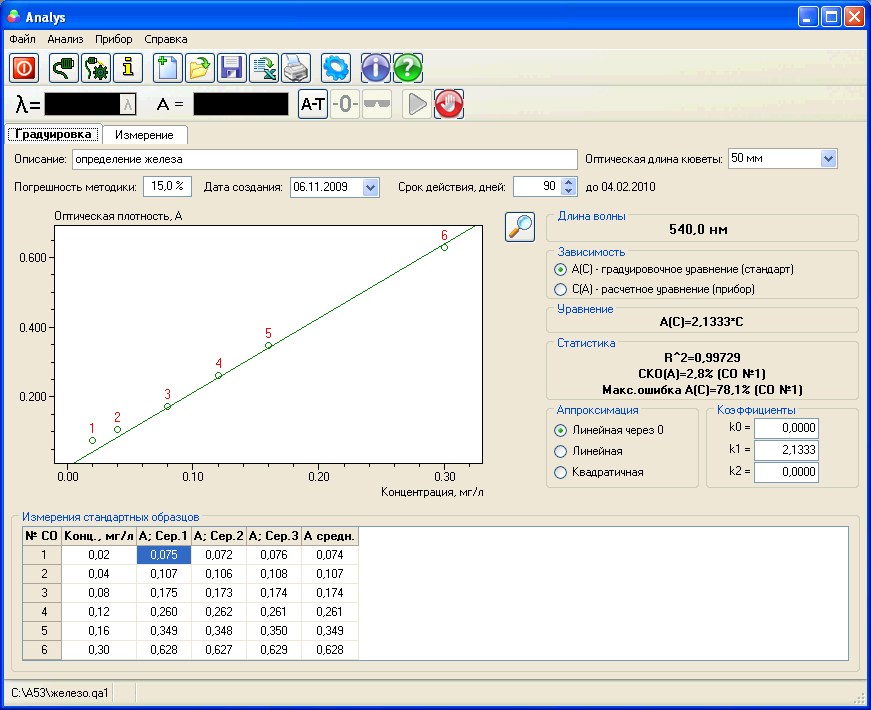 Analys
Файл Анализ Прибор Справка
λ= λ A = A-T -0-
Градуировка Измерение
Описание: определение железа Оптическая длина кюветы: 50 мм
Погрешность методики: 15,0 % Дата создания: 06.11.2009 Срок действия, дней: 90 до 04.02.2010
Оптическая плотность, А
0.600
0.400
0.200
0.00 0.10 0.20 0.30
1 2 3 4 5 6
Концентрация, мг/л
Длина волны
540,0 нм
Зависимость
A(C) - градуировочное уравнение (стандарт)
C(A) - расчетное уравнение (прибор)
Уравнение
A(C)=2,1333*C
Статистика
R^2=0,99729
СКО(А)=2,8% (СО №1)
Макс.ошибка A(C)=78,1% (СО №1)
Аппроксимация
Линейная через 0
Линейная
Квадратичная
Коэффициенты
k0 = 0,0000
k1 = 2,1333
k2 = 0,0000
Измерения стандартных образцов
№ СО Конц., мг/л А; Сер.1 А; Сер.2 А; Сер.3 А средн.
1 0,02 0,075 0,072 0,076 0,074
2 0,04 0,107 0,106 0,108 0,107
3 0,08 0,175 0,173 0,174 0,174
4 0,12 0,260 0,262 0,261 0,261
5 0,16 0,349 0,348 0,350 0,349
6 0,30 0,628 0,627 0,629 0,628
C:\A53\железо.qa1